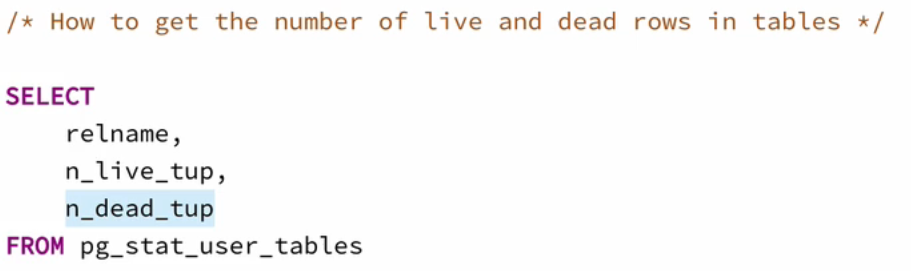 /* How to get the number of live and dead rows in tables */
SELECT
relname,
n_live_tup,
n_dead_tup
FROM pg_stat_user_tables